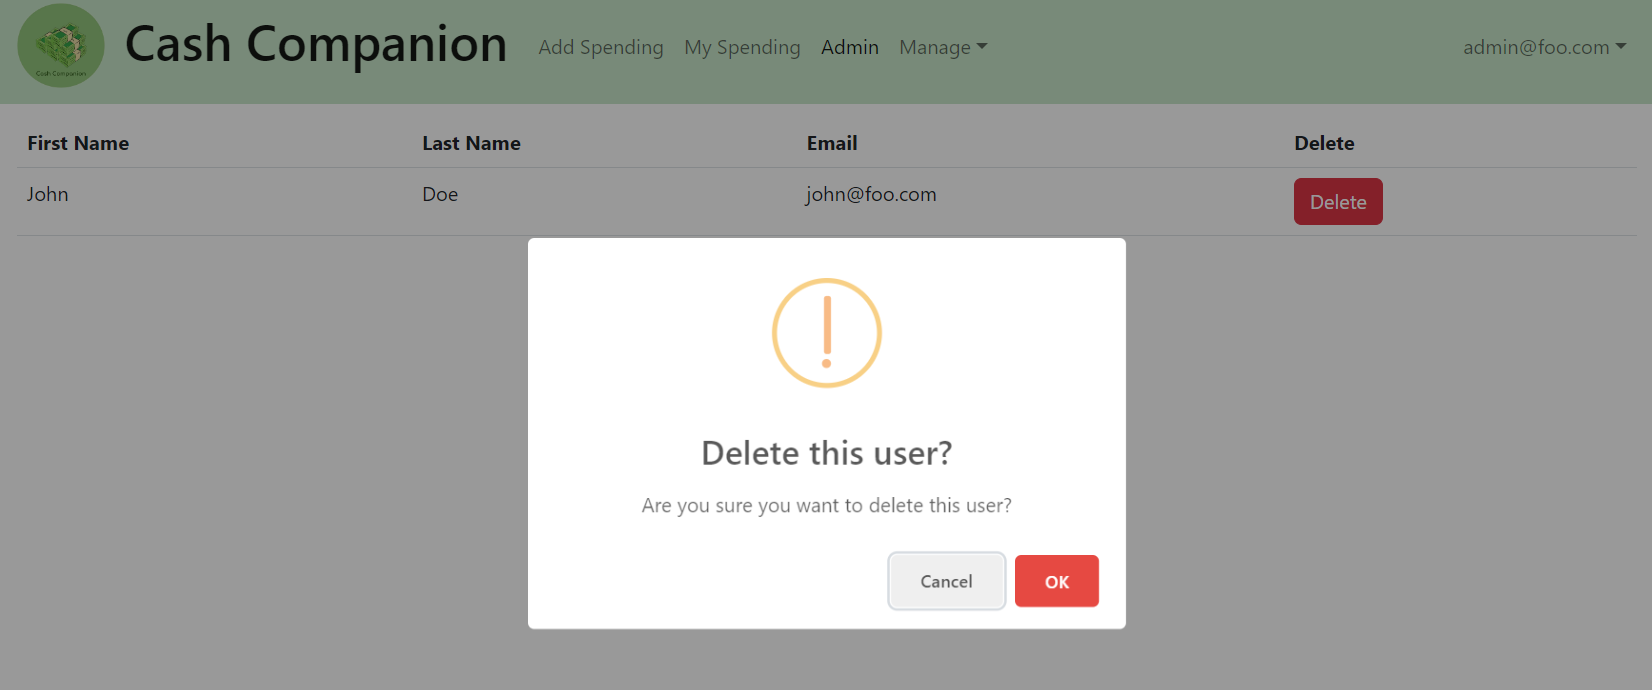 Cash Companion
Cash Companion Add Spending My Spending Admin Manage admin@foo.com
First Name Last Name Email Delete
John Doe john@foo.com Delete
Delete this user?
Are you sure you want to delete this user?
Cancel OK